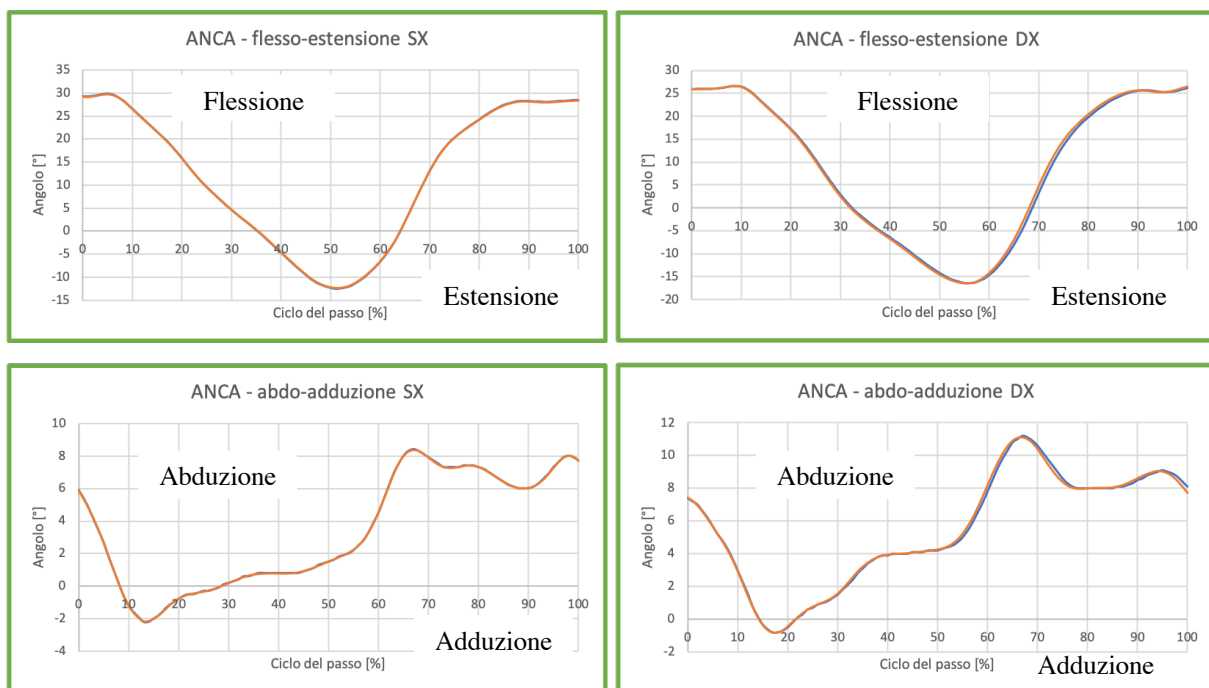 ANCA - flesso-estensione SX
35
30
25
20
15
10
5
0
-5
-10
-15
Angolo [°]
Flessione
0 10 20 30 40 50 60 70 80 90 100
Estensione
Ciclo del passo [%]
ANCA - flesso-estensione DX
30
25
20
15
10
5
0
-5
-10
-15
-20
Angolo [°]
Flessione
0 10 20 30 40 50 60 70 80 90 100
Estensione
Ciclo del passo [%]
ANCA - abdo-adduzione SX
10
8
6
4
2
0
-2
-4
Angolo [°]
Abduzione
0 10 20 30 40 50 60 70 80 90 100
Adduzione
Ciclo del passo [%]
ANCA - abdo-adduzione DX
12
10
8
6
4
2
0
-2
Angolo [°]
Abduzione
0 10 20 30 40 50 60 70 80 90 100
Ciclo del passo [%]
Adduzione